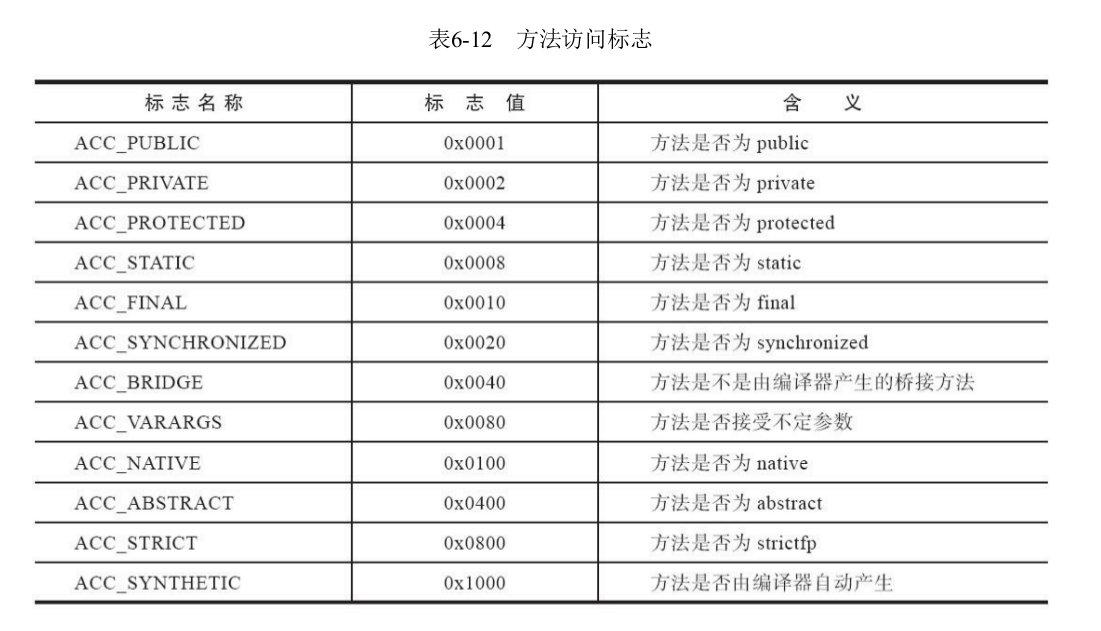 表6-12 方法访问标志
标志名称 标志值 含义
ACC_PUBLIC 0x0001 方法是否为 public
ACC_PRIVATE 0x0002 方法是否为 private
ACC_PROTECTED 0x0004 方法是否为 protected
ACC_STATIC 0x0008 方法是否为 static
ACC_FINAL 0x0010 方法是否为 final
ACC_SYNCHRONIZED 0x0020 方法是否为 synchronized
ACC_BRIDGE 0x0040 方法是不是由编译器产生的桥接方法
ACC_VARARGS 0x0080 方法是否接受不定参数
ACC_NATIVE 0x0100 方法是否为 native
ACC_ABSTRACT 0x0400 方法是否为 abstract
ACC_STRICT 0x0800 方法是否为 strictfp
ACC_SYNTHETIC 0x1000 方法是否由编译器自动产生